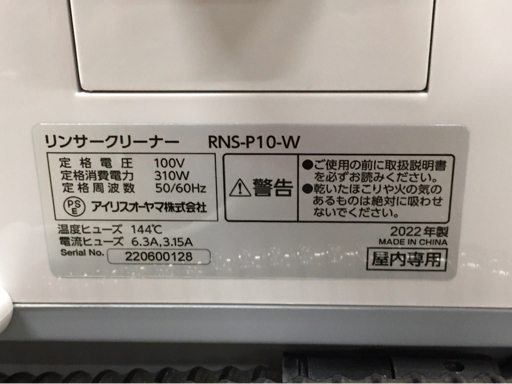 リンサークリーナー RNS-P10-W
定格電圧 100V
定格消費電力 310W
定格周波数 50/60Hz
PSE アイリスオーヤマ株式会社
温度ヒューズ 144℃
電流ヒューズ 6.3A,3.15A
Serial No. 220600128
⚠警告
●ご使用の前に取扱説明書
を必ずお読みください。
●乾いたほこりや火の気の
あるものは絶対に吸わせ
ないでください。
2022年製
MADE IN CHINA
屋内専用